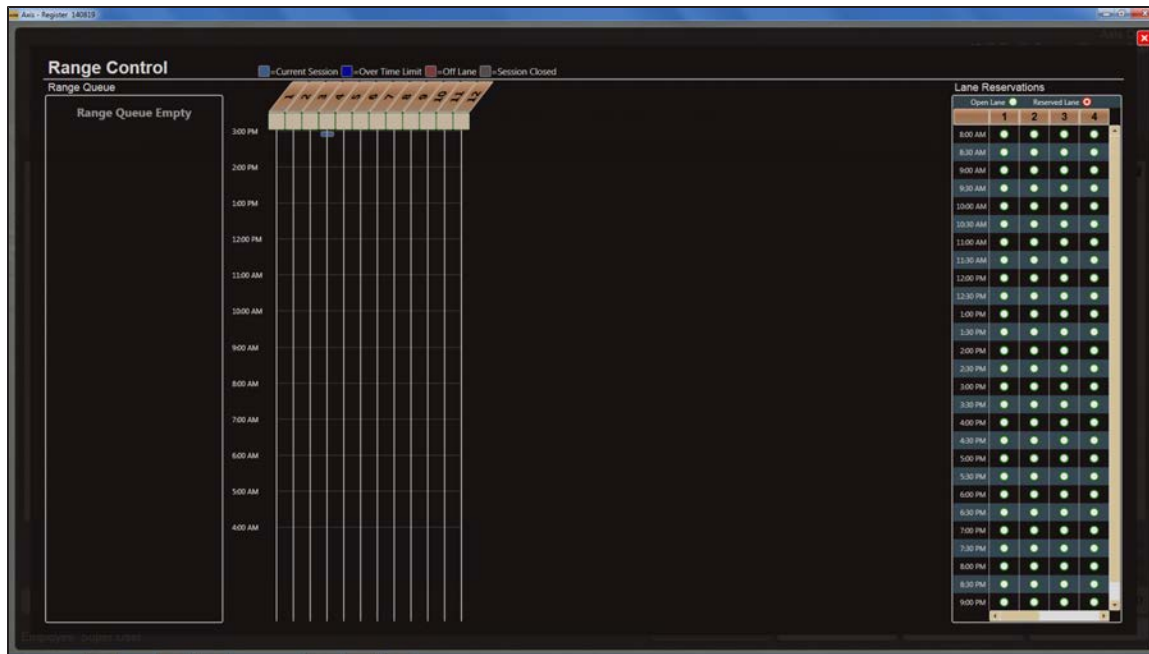 Axis - Register 140819
Range Control
=Current Session =Over Time Limit =Off Lane =Session Closed
Range Queue
Range Queue Empty
1 2 3 4 5 6 7 8 9 10 11 12
3:00 PM
2:00 PM
1:00 PM
12:00 PM
11:00 AM
10:00 AM
9:00 AM
8:00 AM
7:00 AM
6:00 AM
5:00 AM
4:00 AM
Lane Reservations
Open Lane Reserved Lane
1 2 3 4
8:00 AM
8:30 AM
9:00 AM
9:30 AM
10:00 AM
10:30 AM
11:00 AM
11:30 AM
12:00 PM
12:30 PM
1:00 PM
1:30 PM
2:00 PM
2:30 PM
3:00 PM
3:30 PM
4:00 PM
4:30 PM
5:00 PM
5:30 PM
6:00 PM
6:30 PM
7:00 PM
7:30 PM
8:00 PM
8:30 PM
9:00 PM
Employee: super user